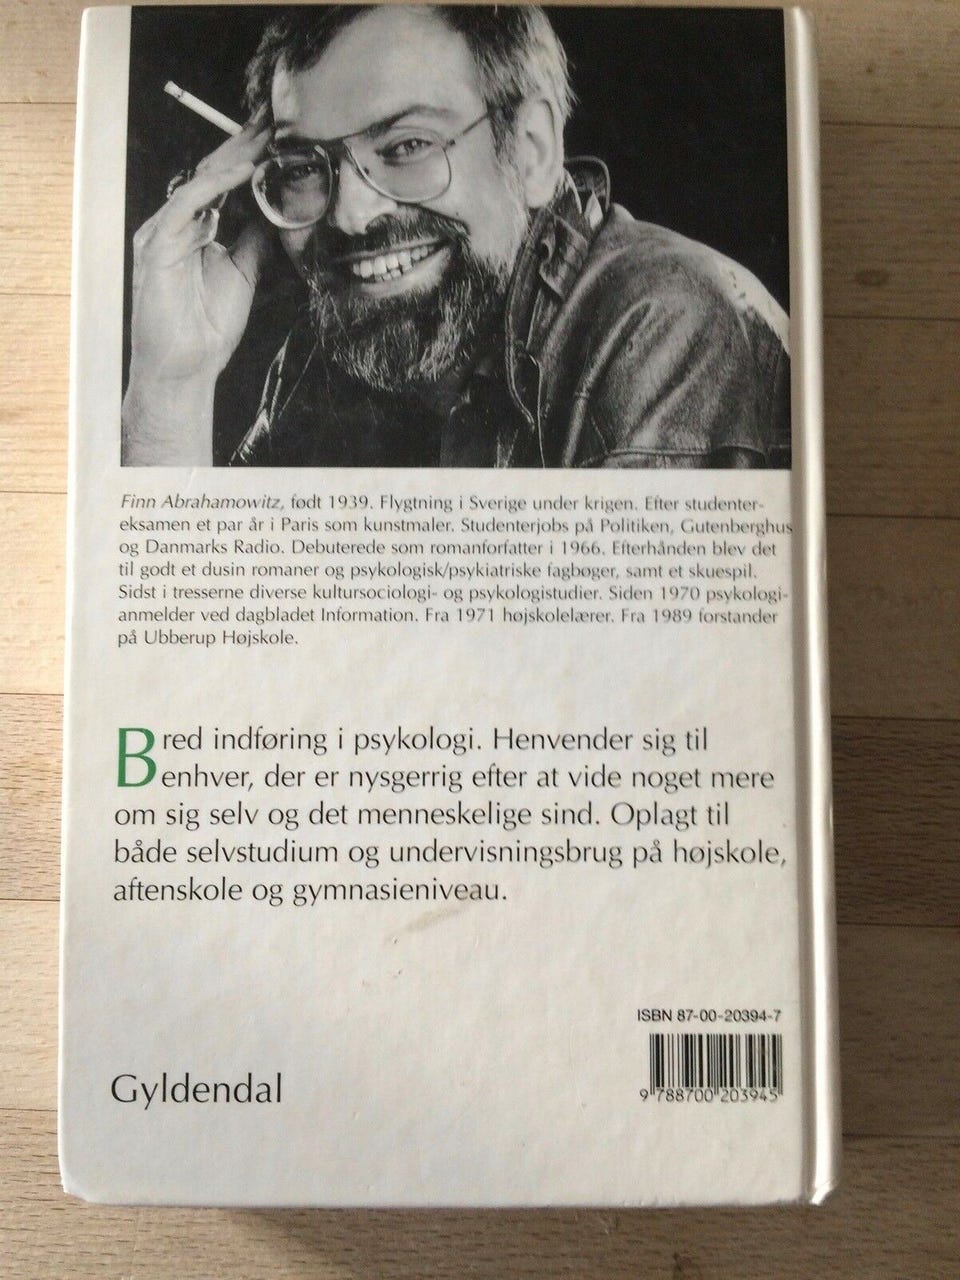 Finn Abrahamowitz, født 1939. Flygtning i Sverige under krigen. Efter studenter-
eksamen et par år i Paris som kunstmaler. Studenterjobs på Politiken, Gutenberghus
og Danmarks Radio. Debuterede som romanforfatter i 1966. Efterhånden blev det
til godt et dusin romaner og psykologisk/psykiatriske fagbøger, samt et skuespil.
Sidst i tresserne diverse kultursociologi- og psykologistudier. Siden 1970 psykologi-
anmelder ved dagbladet Information. Fra 1971 højskolelærer. Fra 1989 forstander
på Ubberup Højskole.
Bred indføring i psykologi. Henvender sig til
enhver, der er nysgerrig efter at vide noget mere
om sig selv og det menneskelige sind. Oplagt til
både selvstudium og undervisningsbrug på højskole,
aftenskole og gymnasieniveau.
ISBN 87-00-20394-7
Gyldendal
9 788700 203945